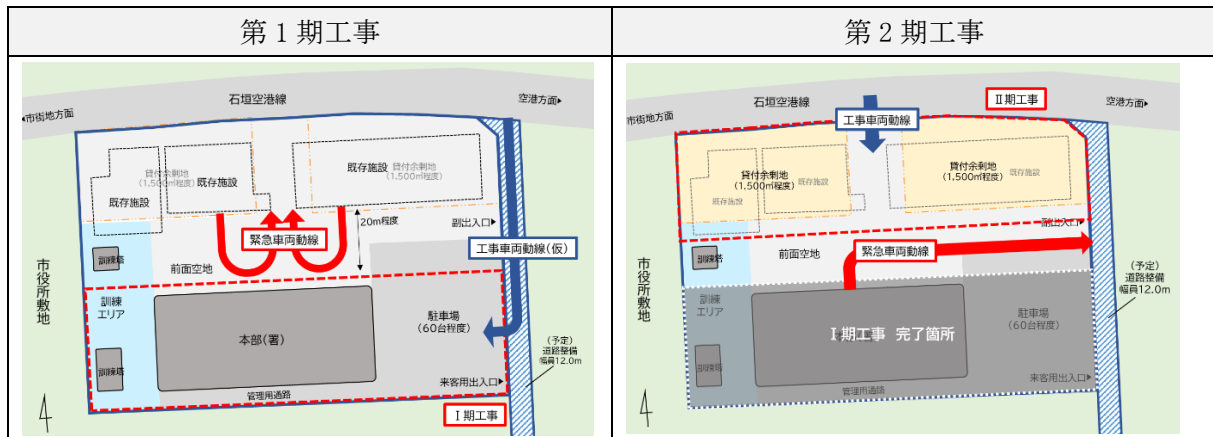 第1期工事
第2期工事
石垣空港線
◀市街地方面
空港方面▶
既存施設
貸付余剰地
(1,500㎡程度)
既存施設
既存施設
貸付余剰地
(1,500㎡程度)
緊急車両動線
20m程度
副出入口▶
工事車両動線(仮)
訓練塔
前面空地
市役所敷地
訓練
エリア
本部(署)
駐車場
(60台程度)
訓練塔
(予定)
道路整備
幅員12.0m
来客用出入口▶
管理用通路
Ⅰ期工事
石垣空港線
◀市街地方面
空港方面▶
Ⅱ期工事
工事車両動線
貸付余剰地
(1,500㎡程度)
既存施設
既存施設
貸付余剰地
(1,500㎡程度)
既存施設
副出入口▶
訓練塔
前面空地
緊急車両動線
市役所敷地
訓練
エリア
Ⅰ期工事 完了箇所
駐車場
(60台程度)
訓練塔
(予定)
道路整備
幅員12.0m
来客用出入口▶
管理用通路